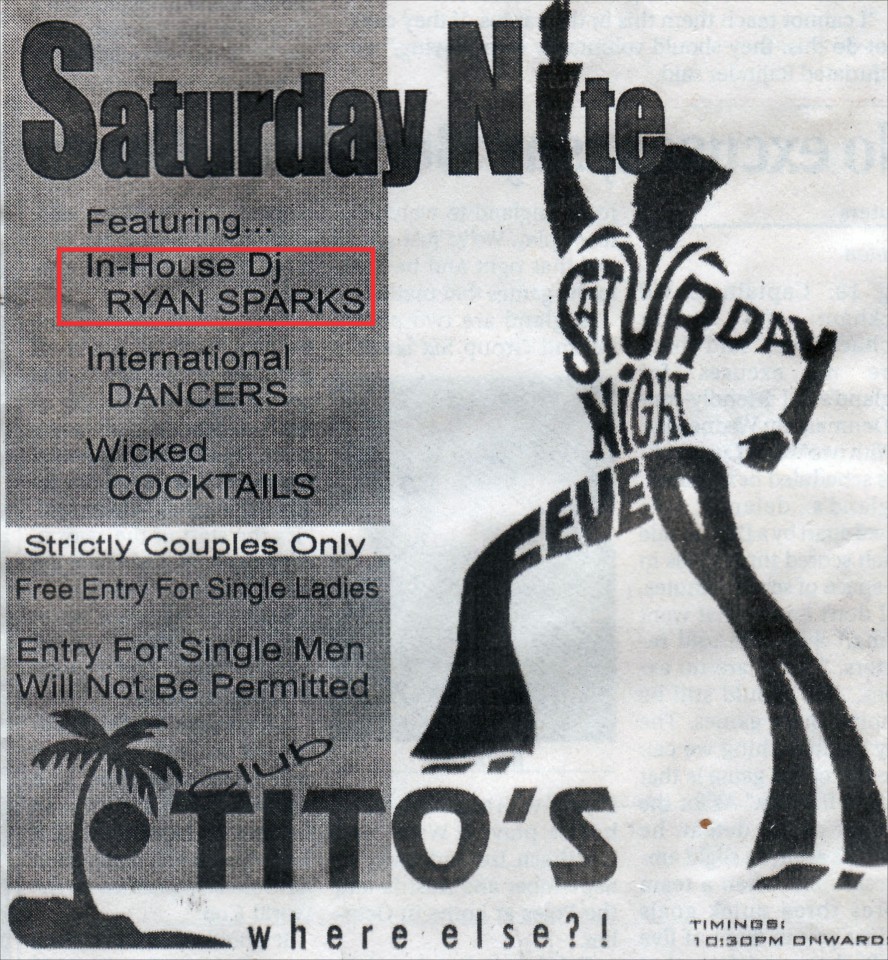 Saturday Nite
Featuring...
In-House Dj
RYAN SPARKS
International
DANCERS
Wicked
COCKTAILS
Strictly Couples Only
Free Entry For Single Ladies
Entry For Single Men
Will Not Be Permitted
SATURDAY
NiGHT
FEVER
Club
TITO'S
where else?!
TIMINGS:
10:30PM ONWARDS